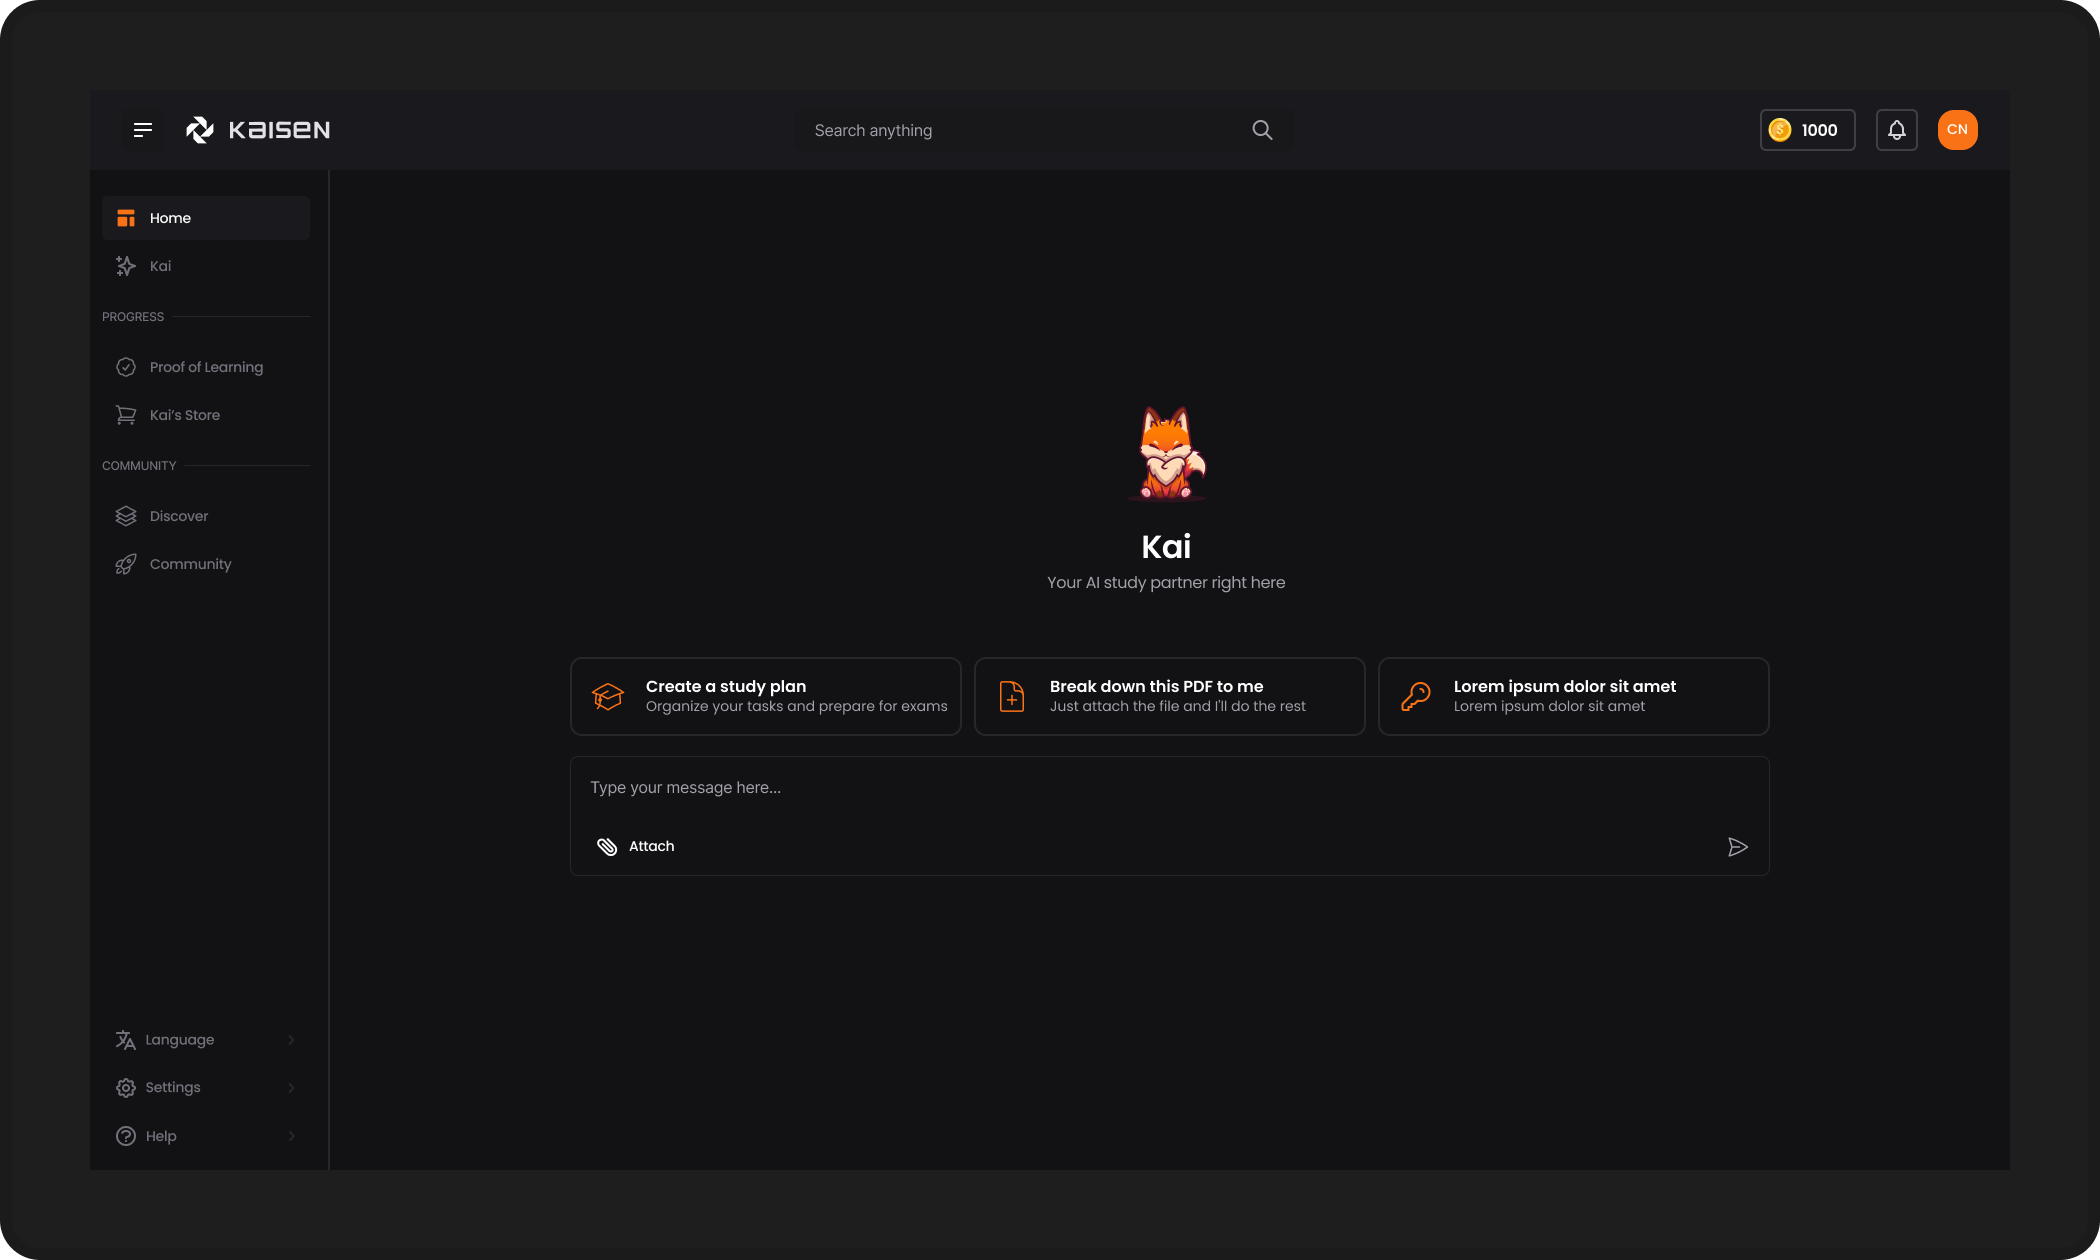 KAISEN
Search anything
1000
CN
Home
Kai
PROGRESS
Proof of Learning
Kai’s Store
COMMUNITY
Discover
Community
Language
Settings
Help
Kai
Your AI study partner right here
Create a study plan
Organize your tasks and prepare for exams
Break down this PDF to me
Just attach the file and I'll do the rest
Lorem ipsum dolor sit amet
Lorem ipsum dolor sit amet
Type your message here...
Attach